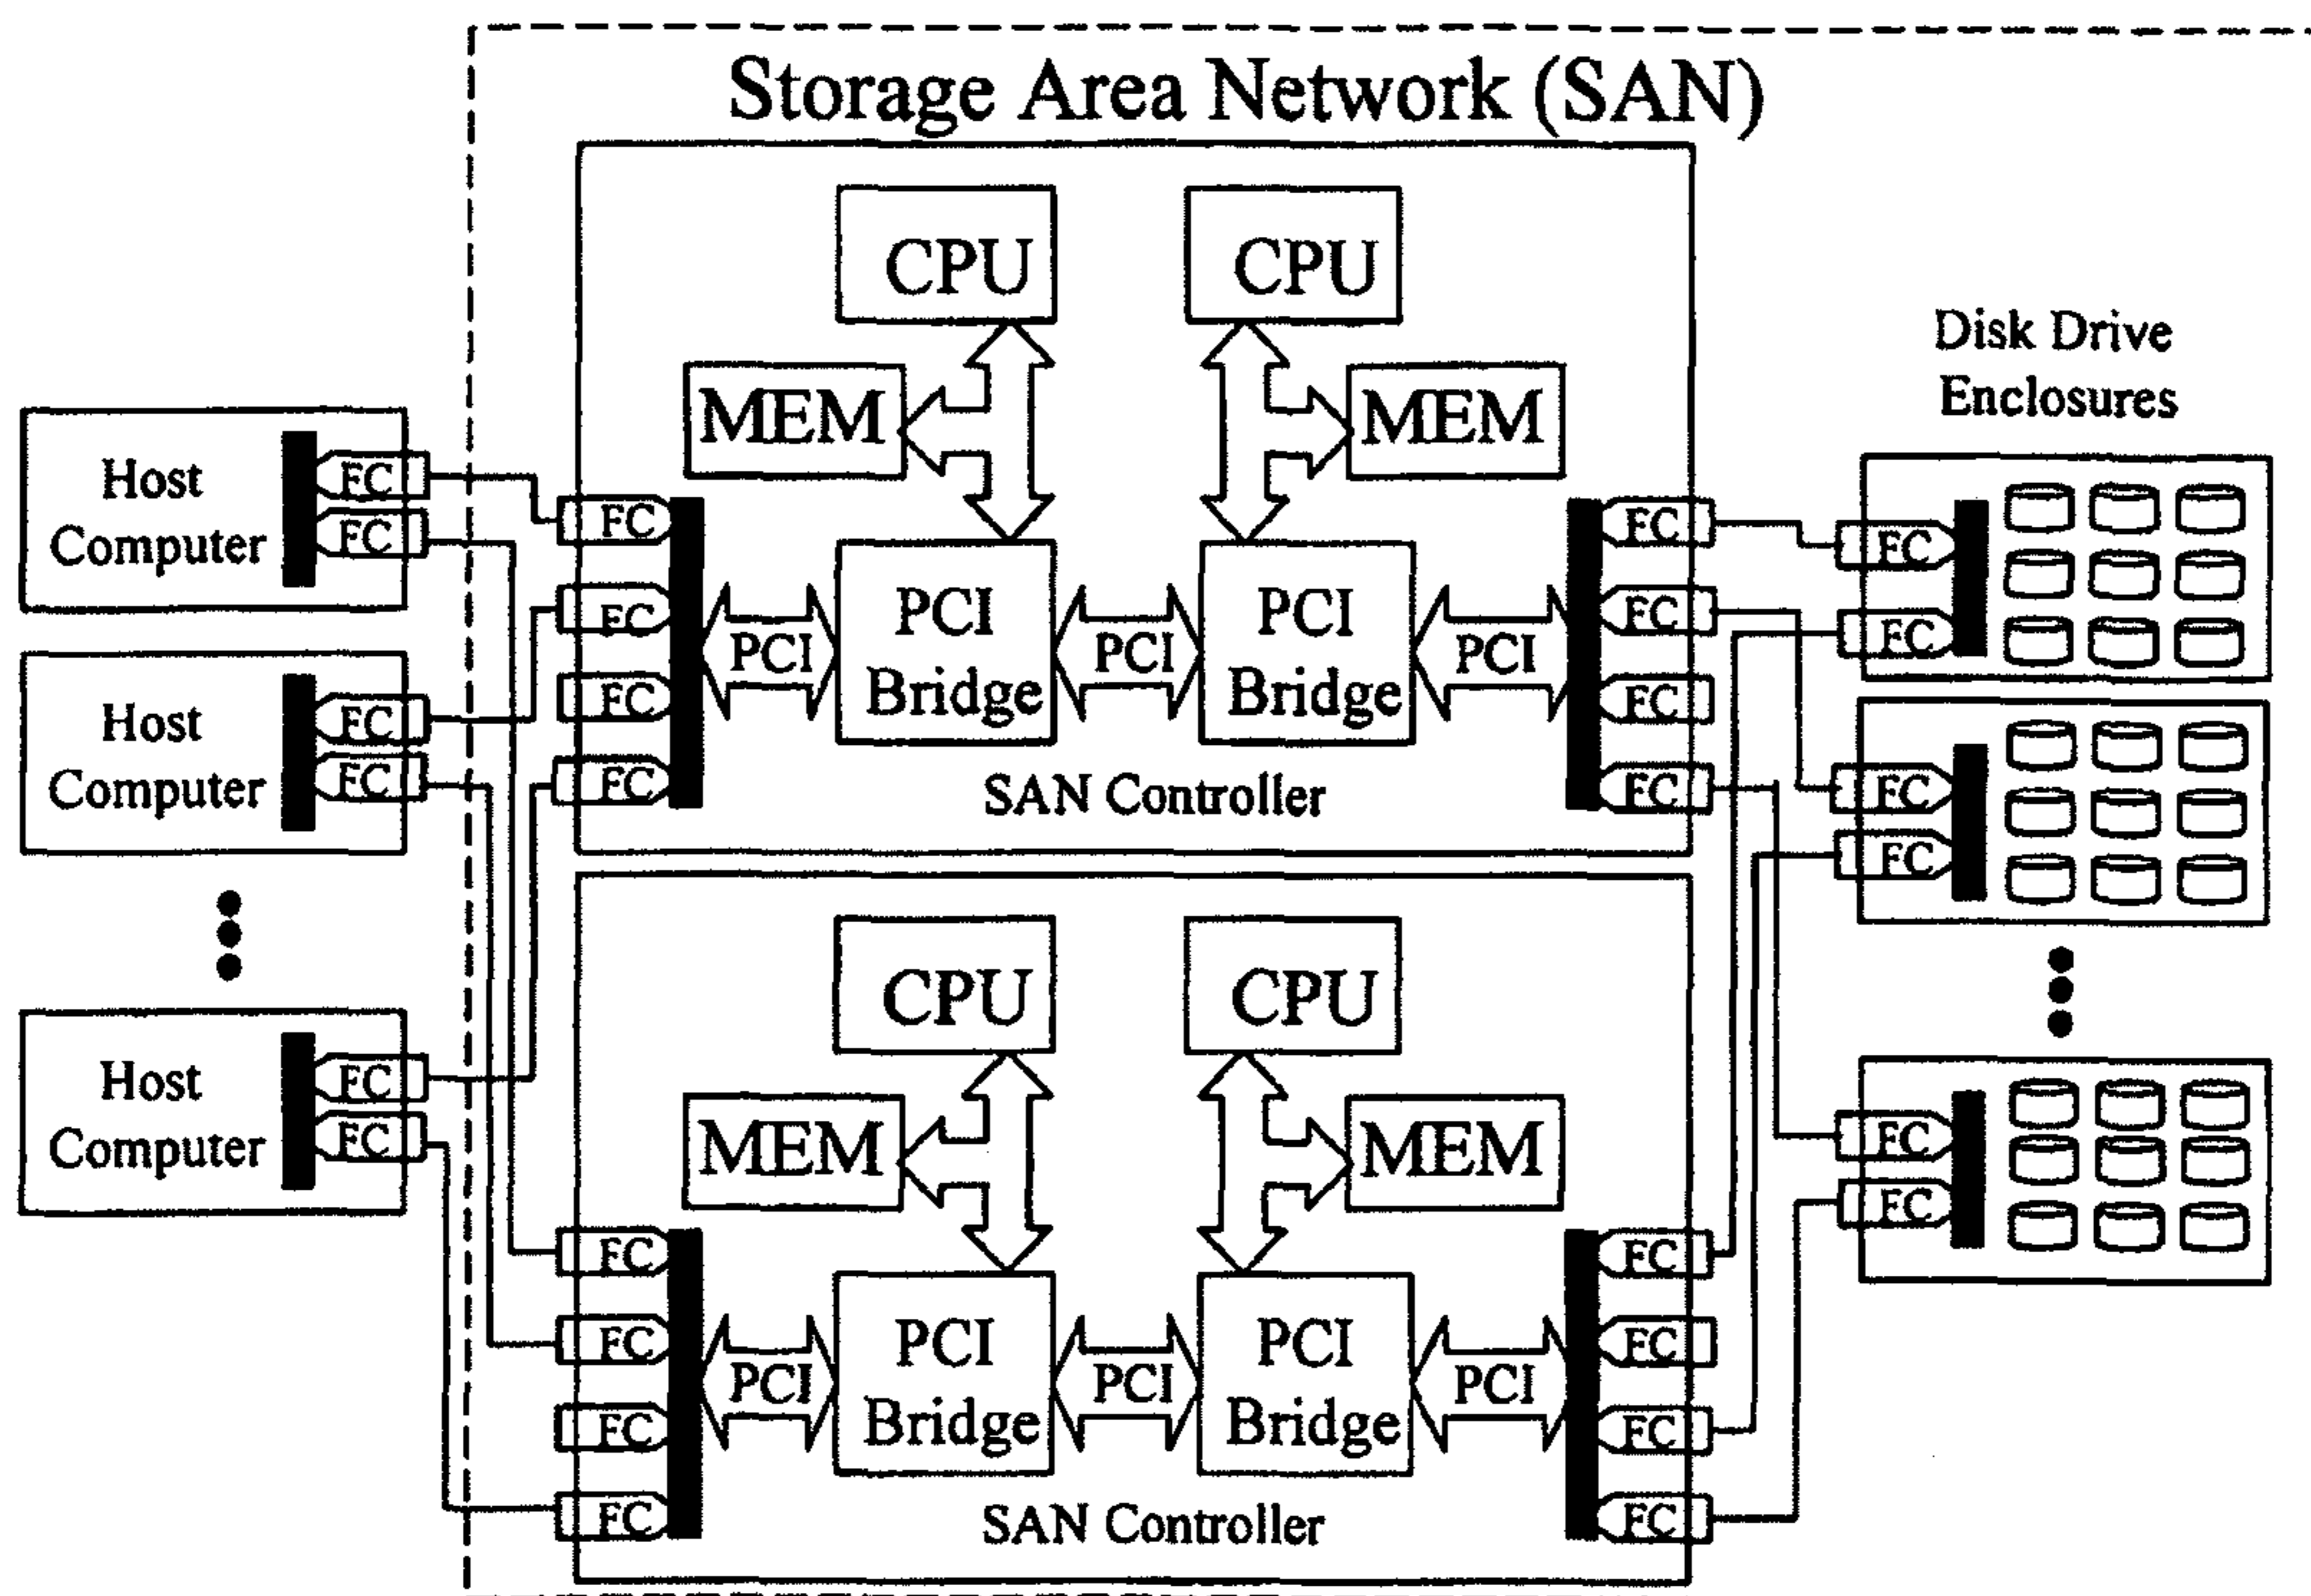 Storage Area Network (SAN)
CPU
CPU
MEM
MEM
Disk Drive
Enclosures
Host
Computer
FC
FC
FC
FC
FC
FC
FC
FC
FC
FC
FC
FC
PCI
PCI
Bridge
PCI
PCI
Bridge
PCI
Host
Computer
FC
FC
FC
FC
SAN Controller
CPU
CPU
MEM
MEM
Host
Computer
FC
FC
FC
FC
FC
FC
FC
FC
FC
FC
FC
FC
PCI
PCI
Bridge
PCI
PCI
Bridge
PCI
SAN Controller